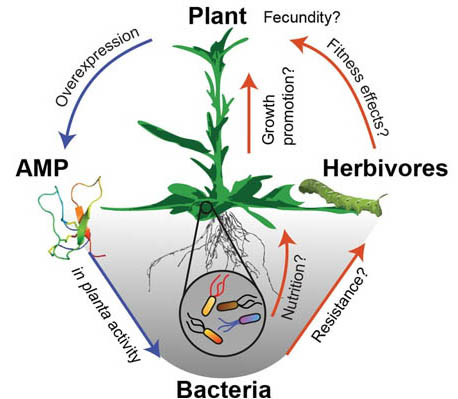 Plant Fecundity?
Overexpression
Growth
promotion?
Fitness effects?
AMP
Herbivores
in planta activity
Nutrition?
Resistance?
Bacteria